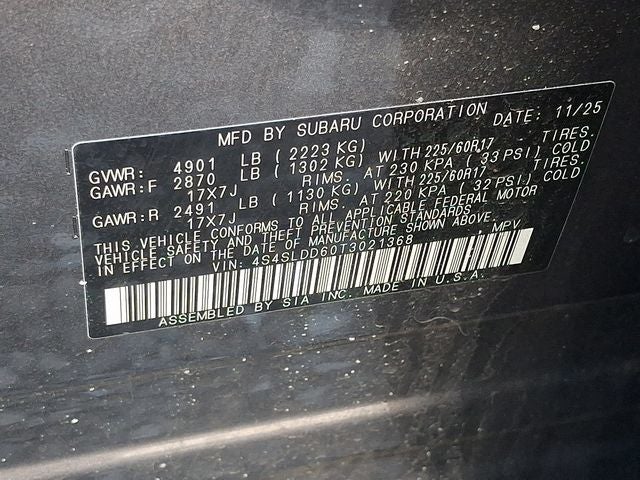 MFD BY SUBARU CORPORATION DATE: 11/25
GVWR: 4901 LB (2223 KG)
GAWR:F 2870 LB (1302 KG) WITH 225/60R17 TIRES.
17X7J RIMS. AT 230 KPA (33 PSI) COLD
GAWR:R 2491 LB (1130 KG) WITH 225/60R17 TIRES.
17X7J RIMS. AT 220 KPA (32 PSI) COLD
THIS VEHICLE CONFORMS TO ALL APPLICABLE FEDERAL MOTOR
VEHICLE SAFETY AND THEFT PREVENTION STANDARDS
IN EFFECT ON THE DATE OF MANUFACTURE SHOWN ABOVE.
VIN: 4S4SLDD60T3021368 , MPV
ASSEMBLED BY SIA INC. MADE IN U.S.A.